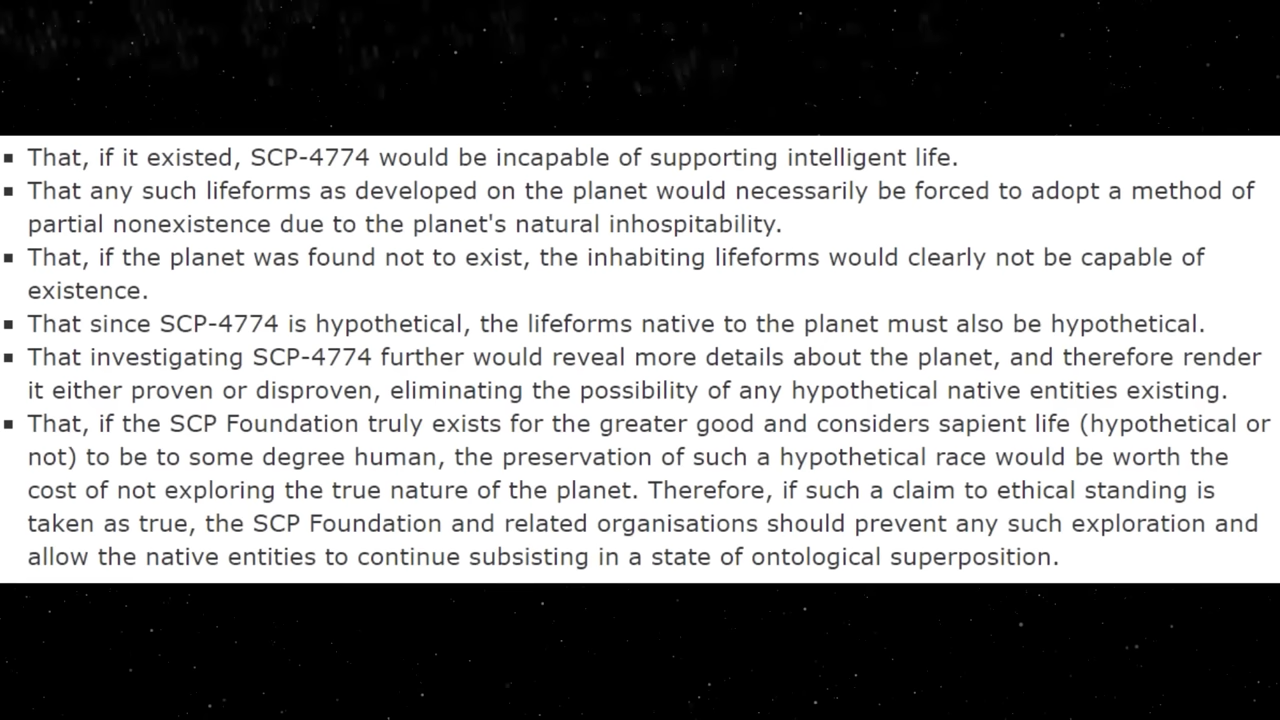 ▪ That, if it existed, SCP-4774 would be incapable of supporting intelligent life.
▪ That any such lifeforms as developed on the planet would necessarily be forced to adopt a method of
partial nonexistence due to the planet's natural inhospitability.
▪ That, if the planet was found not to exist, the inhabiting lifeforms would clearly not be capable of
existence.
▪ That since SCP-4774 is hypothetical, the lifeforms native to the planet must also be hypothetical.
▪ That investigating SCP-4774 further would reveal more details about the planet, and therefore render
it either proven or disproven, eliminating the possibility of any hypothetical native entities existing.
▪ That, if the SCP Foundation truly exists for the greater good and considers sapient life (hypothetical or
not) to be to some degree human, the preservation of such a hypothetical race would be worth the
cost of not exploring the true nature of the planet. Therefore, if such a claim to ethical standing is
taken as true, the SCP Foundation and related organisations should prevent any such exploration and
allow the native entities to continue subsisting in a state of ontological superposition.